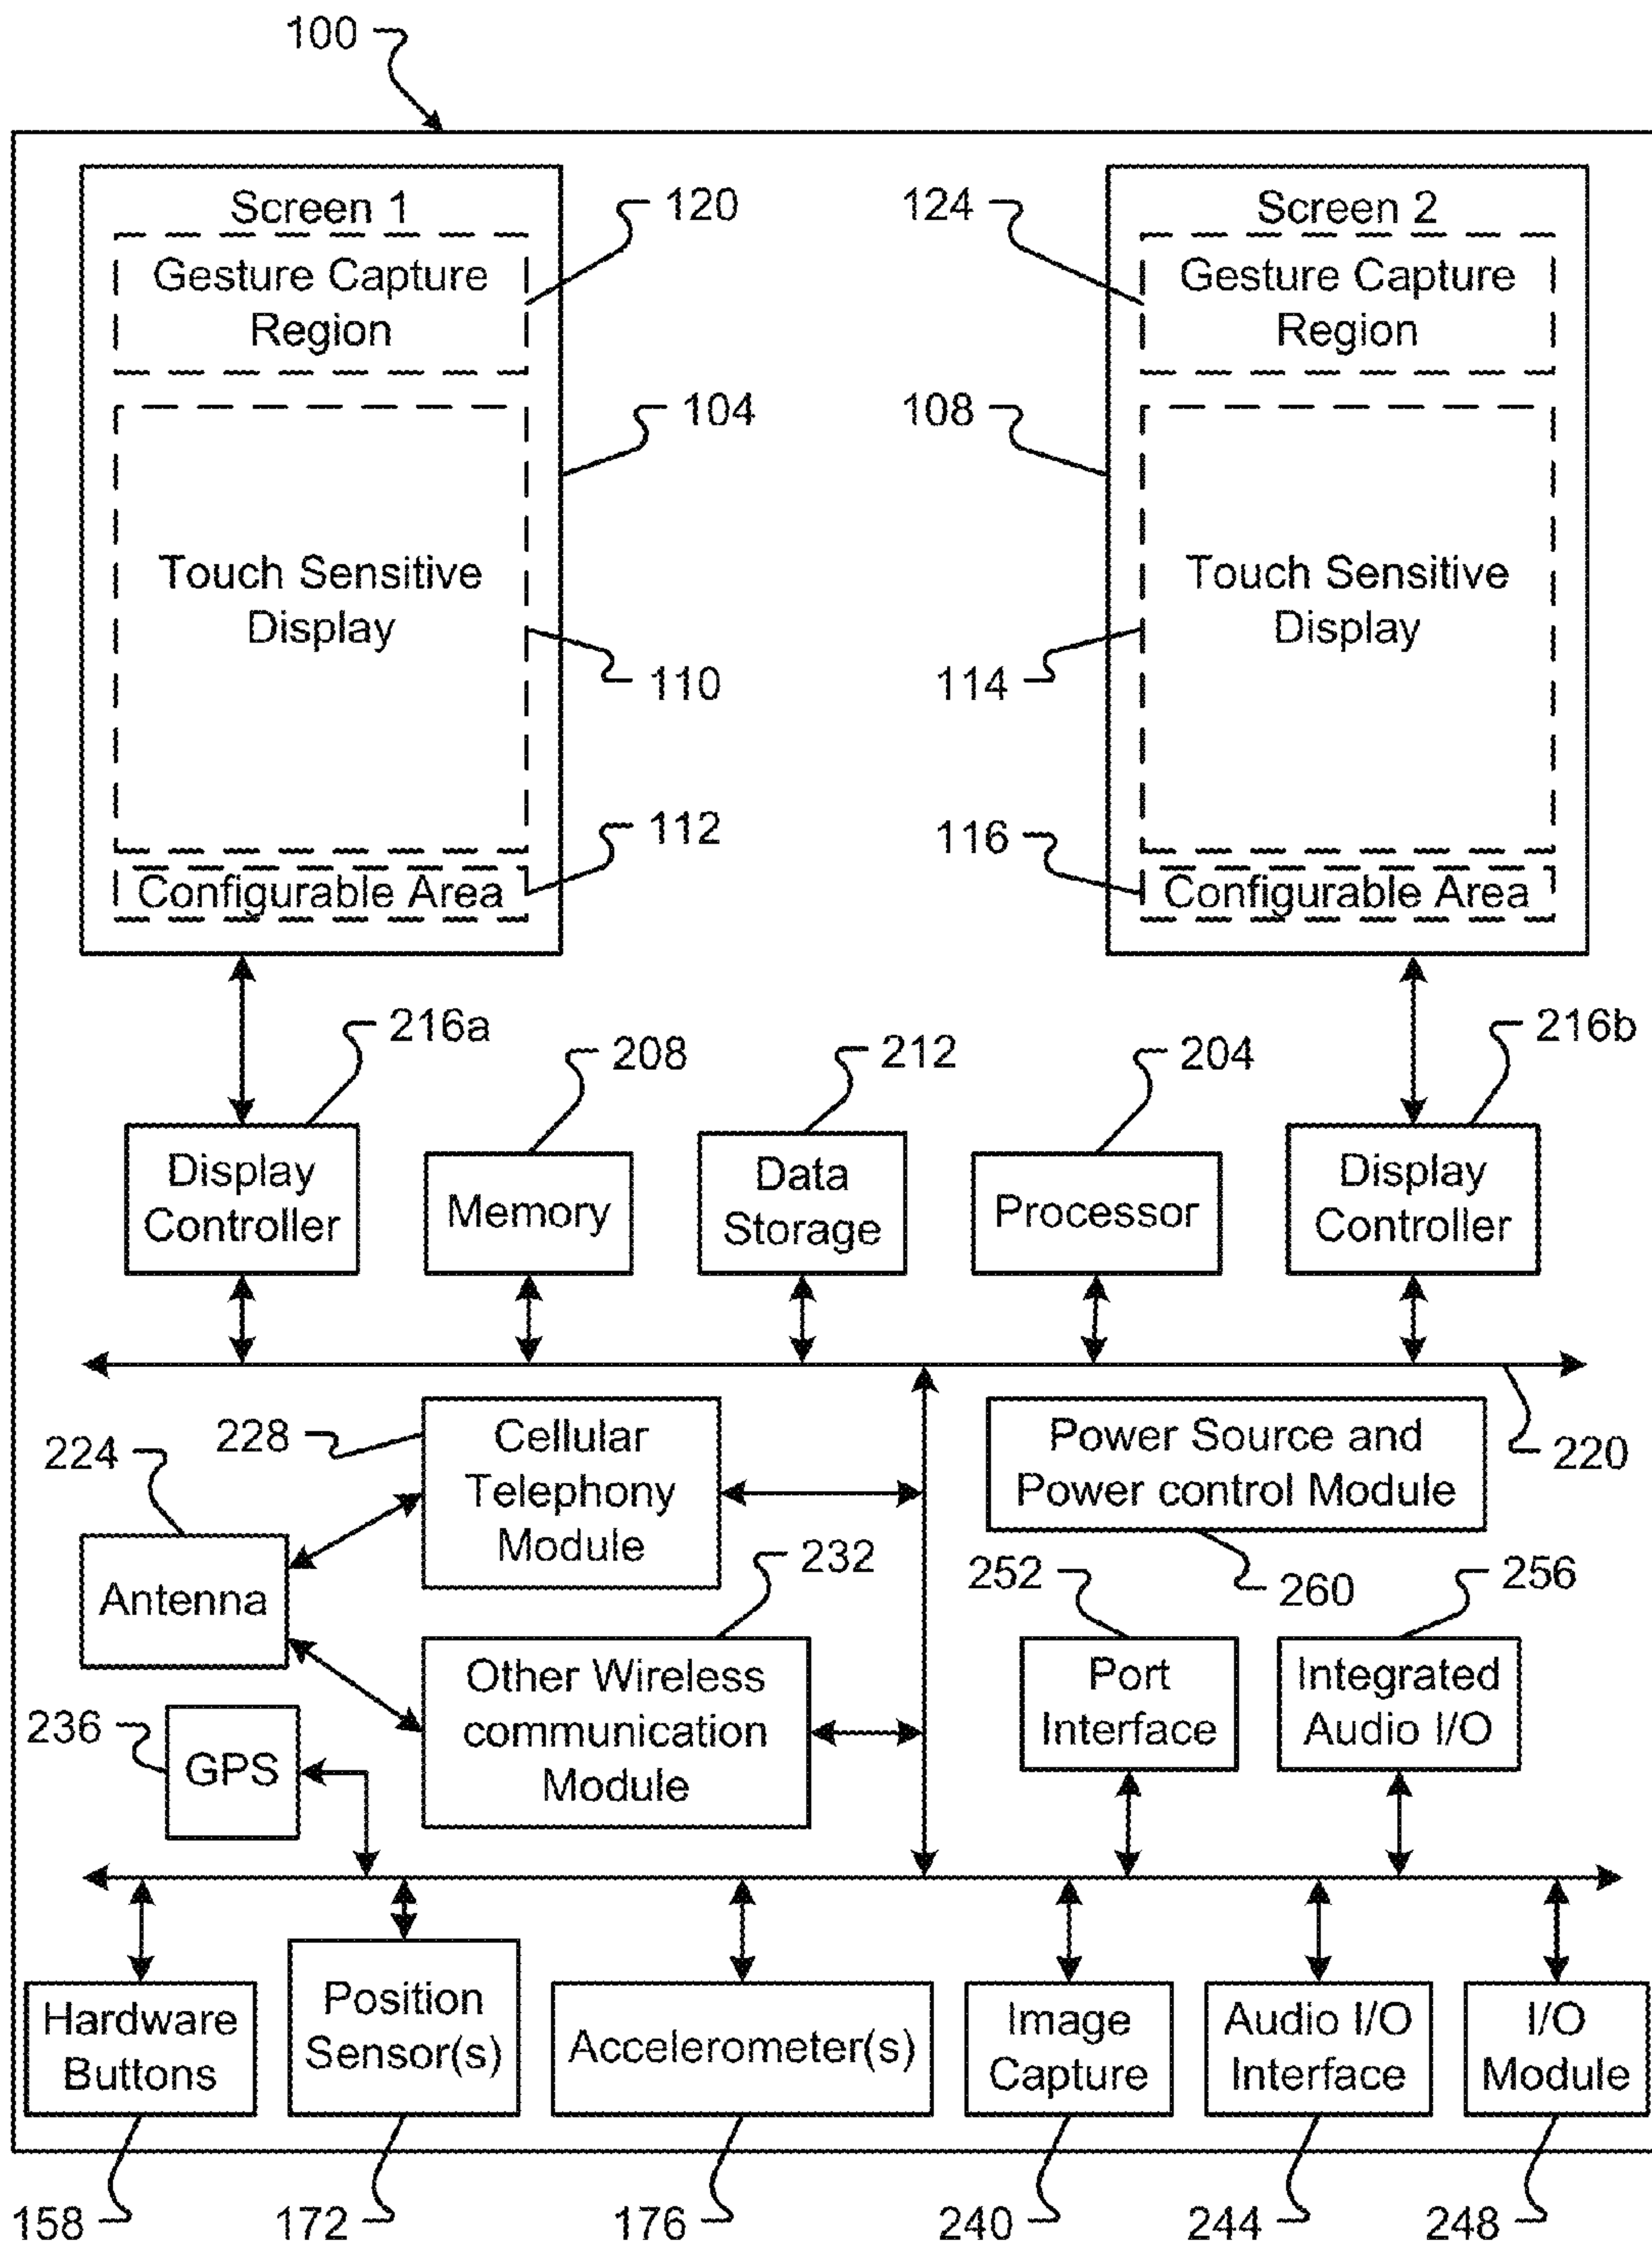 100
Screen 1
Gesture Capture
Region
120
Touch Sensitive
Display
104
110
Configurable Area
112
Screen 2
Gesture Capture
Region
124
Touch Sensitive
Display
108
114
Configurable Area
116
216a
208
212
204
216b
Display
Controller
Memory
Data
Storage
Processor
Display
Controller
220
228
Cellular
Telephony
Module
Power Source and
Power control Module
260
224
Antenna
232
Other Wireless
communication
Module
252
Port
Interface
256
Integrated
Audio I/O
236
GPS
Hardware
Buttons
Position
Sensor(s)
Accelerometer(s)
Image
Capture
Audio I/O
Interface
I/O
Module
158
172
176
240
244
248